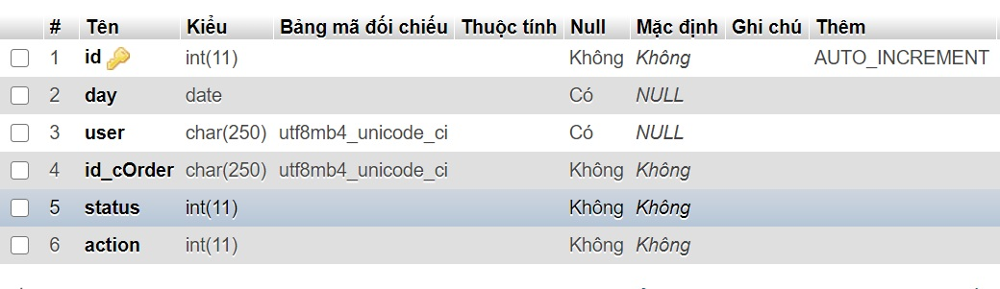 # Tên Kiểu Bảng mã đối chiếu Thuộc tính Null Mặc định Ghi chú Thêm
1 id int(11) Không Không AUTO_INCREMENT
2 day date Có NULL
3 user char(250) utf8mb4_unicode_ci Có NULL
4 id_cOrder char(250) utf8mb4_unicode_ci Không Không
5 status int(11) Không Không
6 action int(11) Không Không